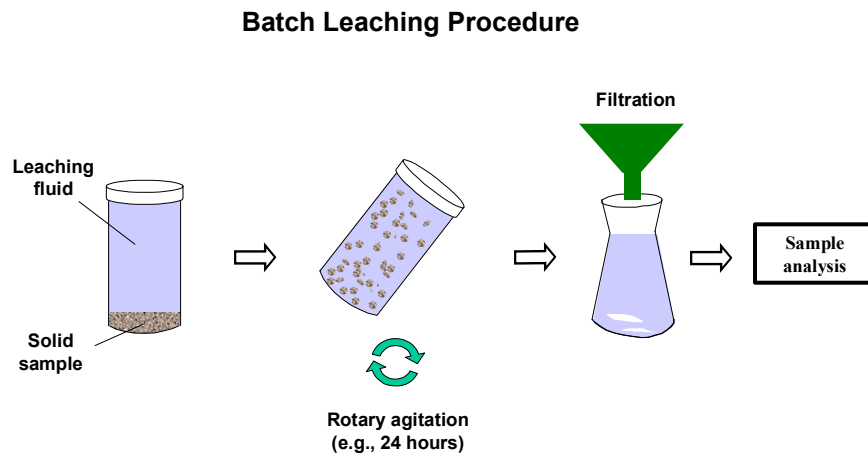 Batch Leaching Procedure
Filtration
Leaching
fluid
Sample
analysis
Solid
sample
Rotary agitation
(e.g., 24 hours)